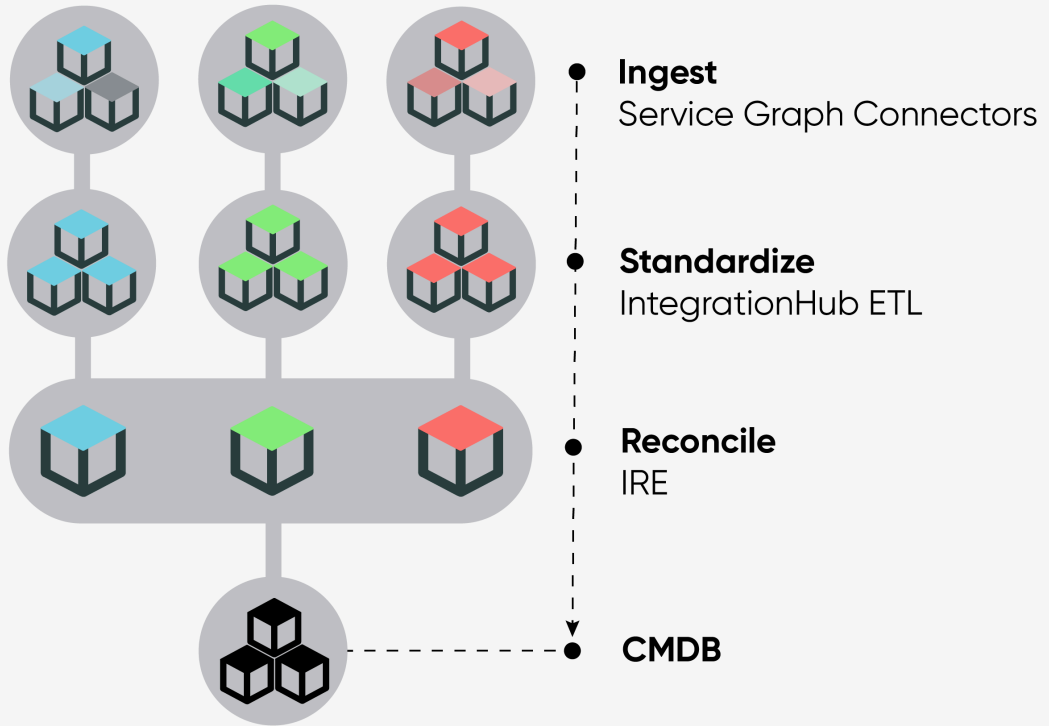 Ingest
Service Graph Connectors
Standardize
IntegrationHub ETL
Reconcile
IRE
CMDB